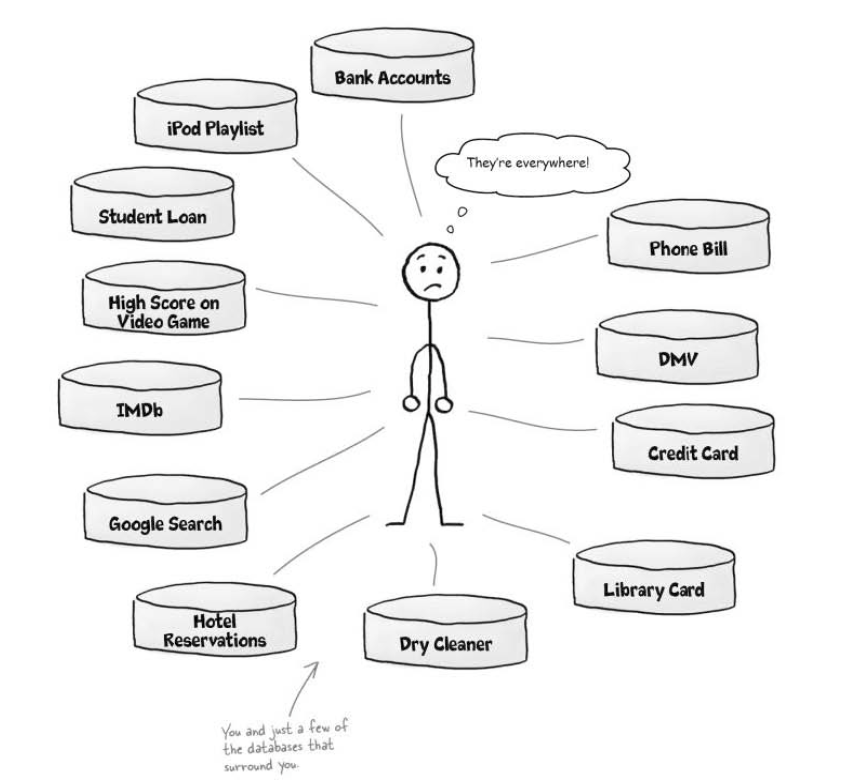 Bank Accounts
iPod Playlist
They're everywhere!
Student Loan
Phone Bill
High Score on
Video Game
DMV
IMDb
Credit Card
Google Search
Library Card
Hotel
Reservations
Dry Cleaner
You and just a few of
the databases that
surround you.